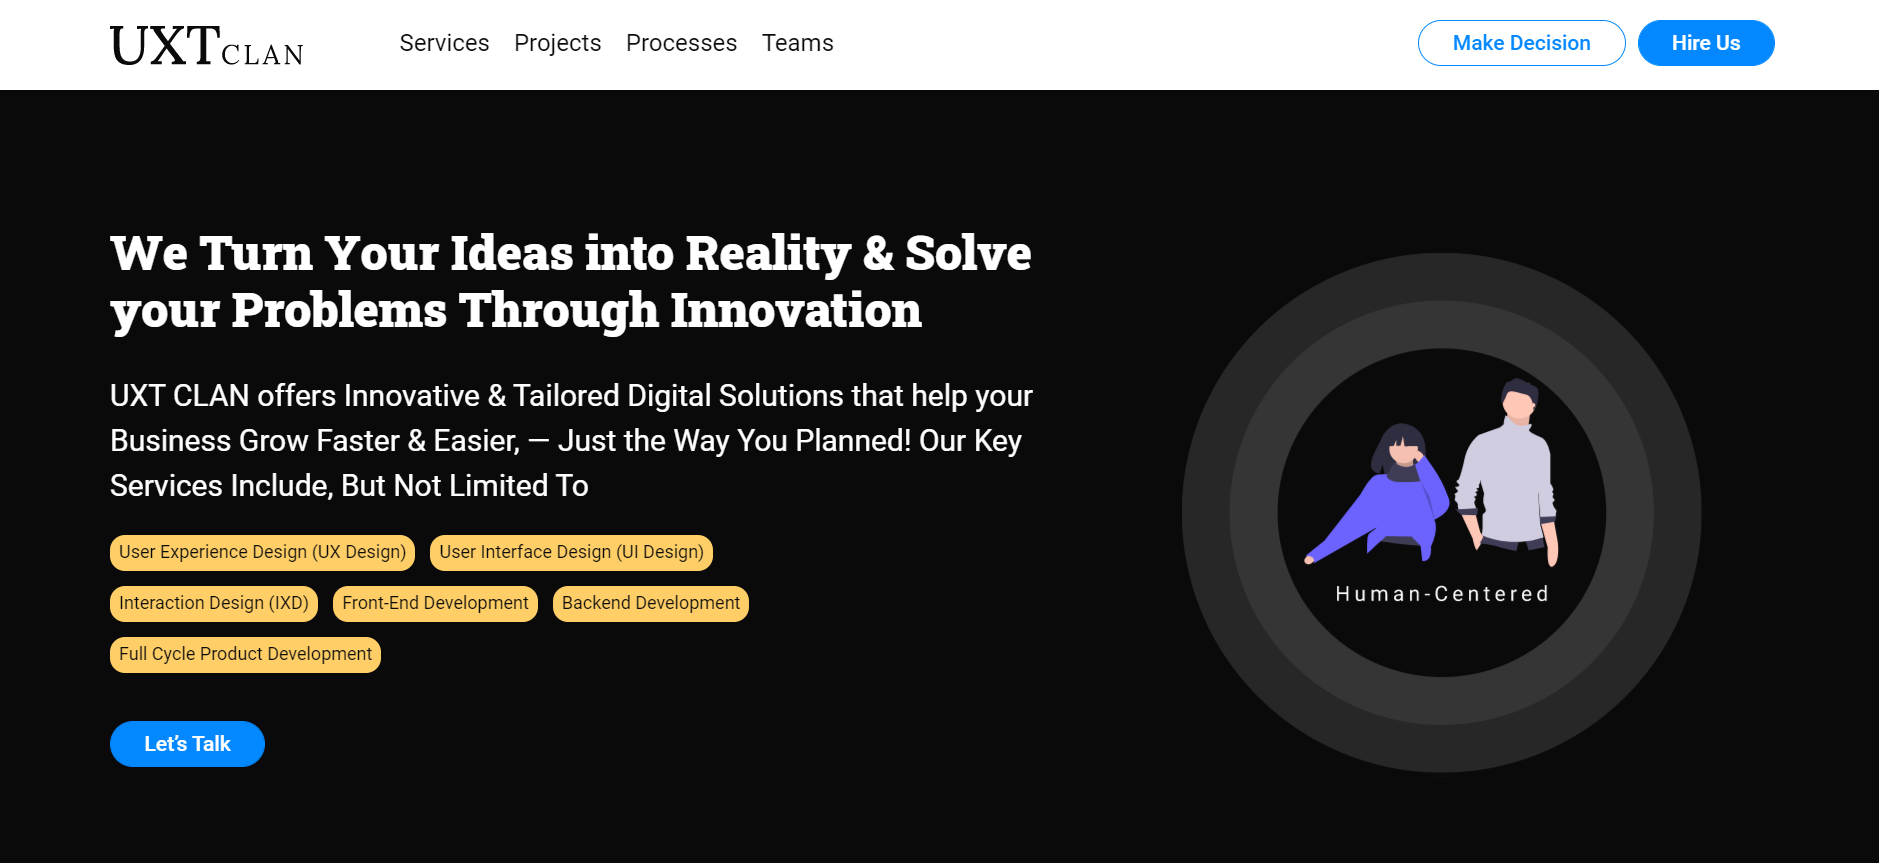 UXT CLAN
Services Projects Processes Teams
Make Decision
Hire Us
We Turn Your Ideas into Reality & Solve
your Problems Through Innovation
UXT CLAN offers Innovative & Tailored Digital Solutions that help your
Business Grow Faster & Easier, — Just the Way You Planned! Our Key
Services Include, But Not Limited To
User Experience Design (UX Design) User Interface Design (UI Design)
Interaction Design (IXD) Front-End Development Backend Development
Full Cycle Product Development
Let’s Talk
Human-Centered